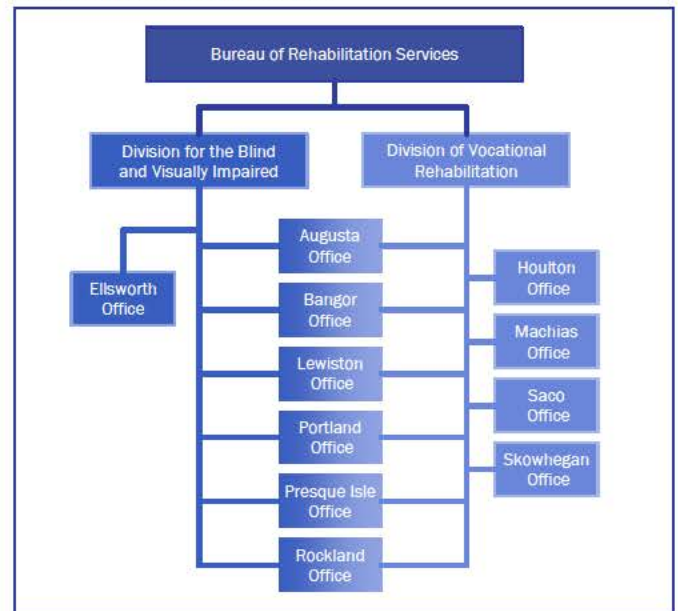 Bureau of Rehabilitation Services
Division for the Blind
and Visually Impaired
Division of Vocational
Rehabilitation
Ellsworth
Office
Augusta
Office
Bangor
Office
Lewiston
Office
Portland
Office
Presque Isle
Office
Rockland
Office
Houlton
Office
Machias
Office
Saco
Office
Skowhegan
Office